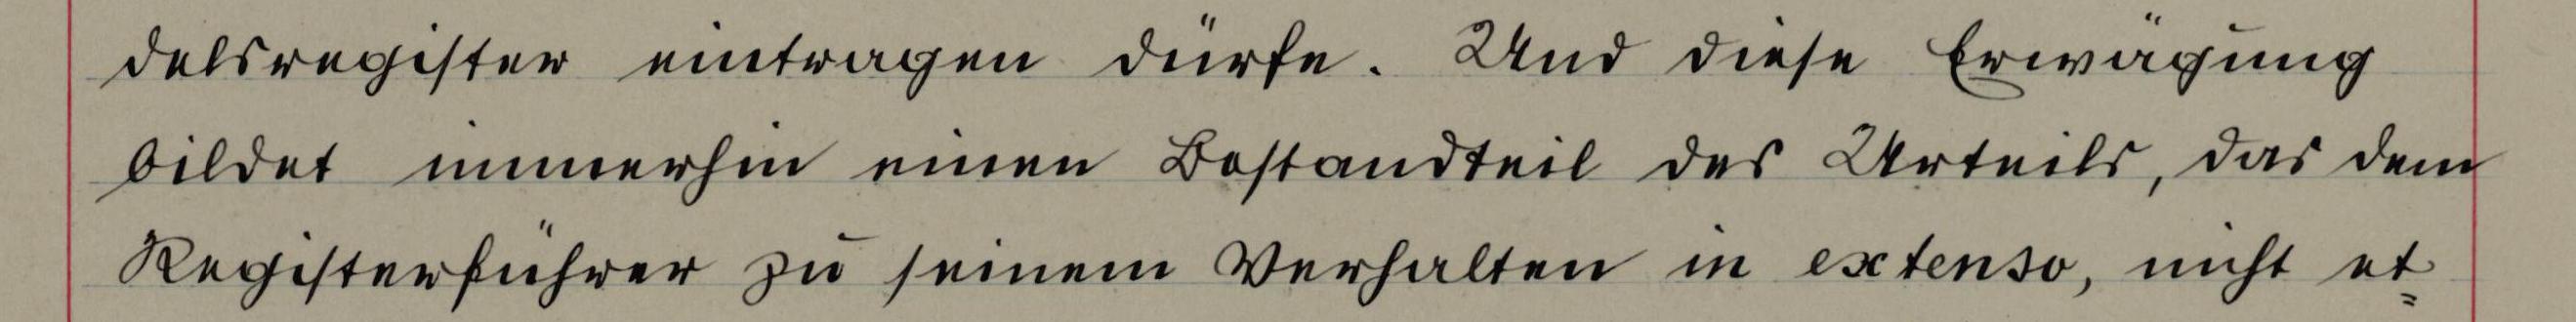 delsregister eintragen dürfe. Und diese Erwägung
bildet immerhin einen Bestandteil des Urteils, das dem
Registerführer zu seinem Verhalten in extenso, nicht et=